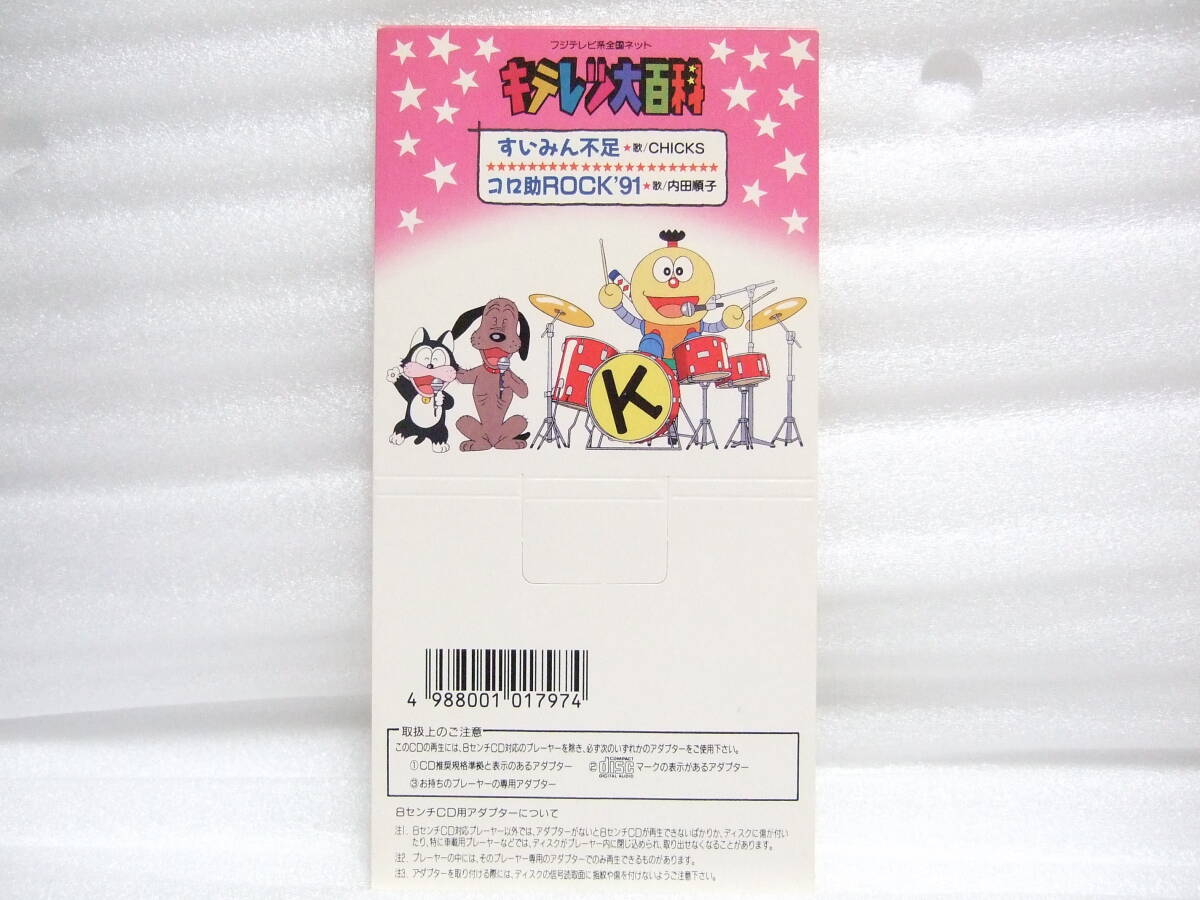 フジテレビ系全国ネット
キテレツ大百科
すいみん不足★歌/CHICKS
コロ助ROCK'91★歌/内田順子
K
4 988001 017974
取扱上のご注意
このCDの再生には、8センチCD対応のプレーヤーを除き、必ず次のいずれかのアダプターをご使用下さい。
①CD推奨規格準拠と表示のあるアダプター ② COMPACT DISC DIGITAL AUDIO マークの表示があるアダプター
③お持ちのプレーヤーの専用アダプター
8センチCD用アダプターについて
注1. 8センチCD対応プレーヤー以外では、アダプターがないと8センチCDが再生できないばかりか、ディスクに傷が付い
たり、特に車載用プレーヤーなどでは、ディスクがプレーヤー内に閉じ込められ、取り出せなくなることがあります。
注2. プレーヤーの中には、そのプレーヤー専用のアダプターでのみ再生できるものがあります。
注3. アダプターを取り付ける際には、ディスクの信号読取面に指紋や傷を付けないようご注意下さい。